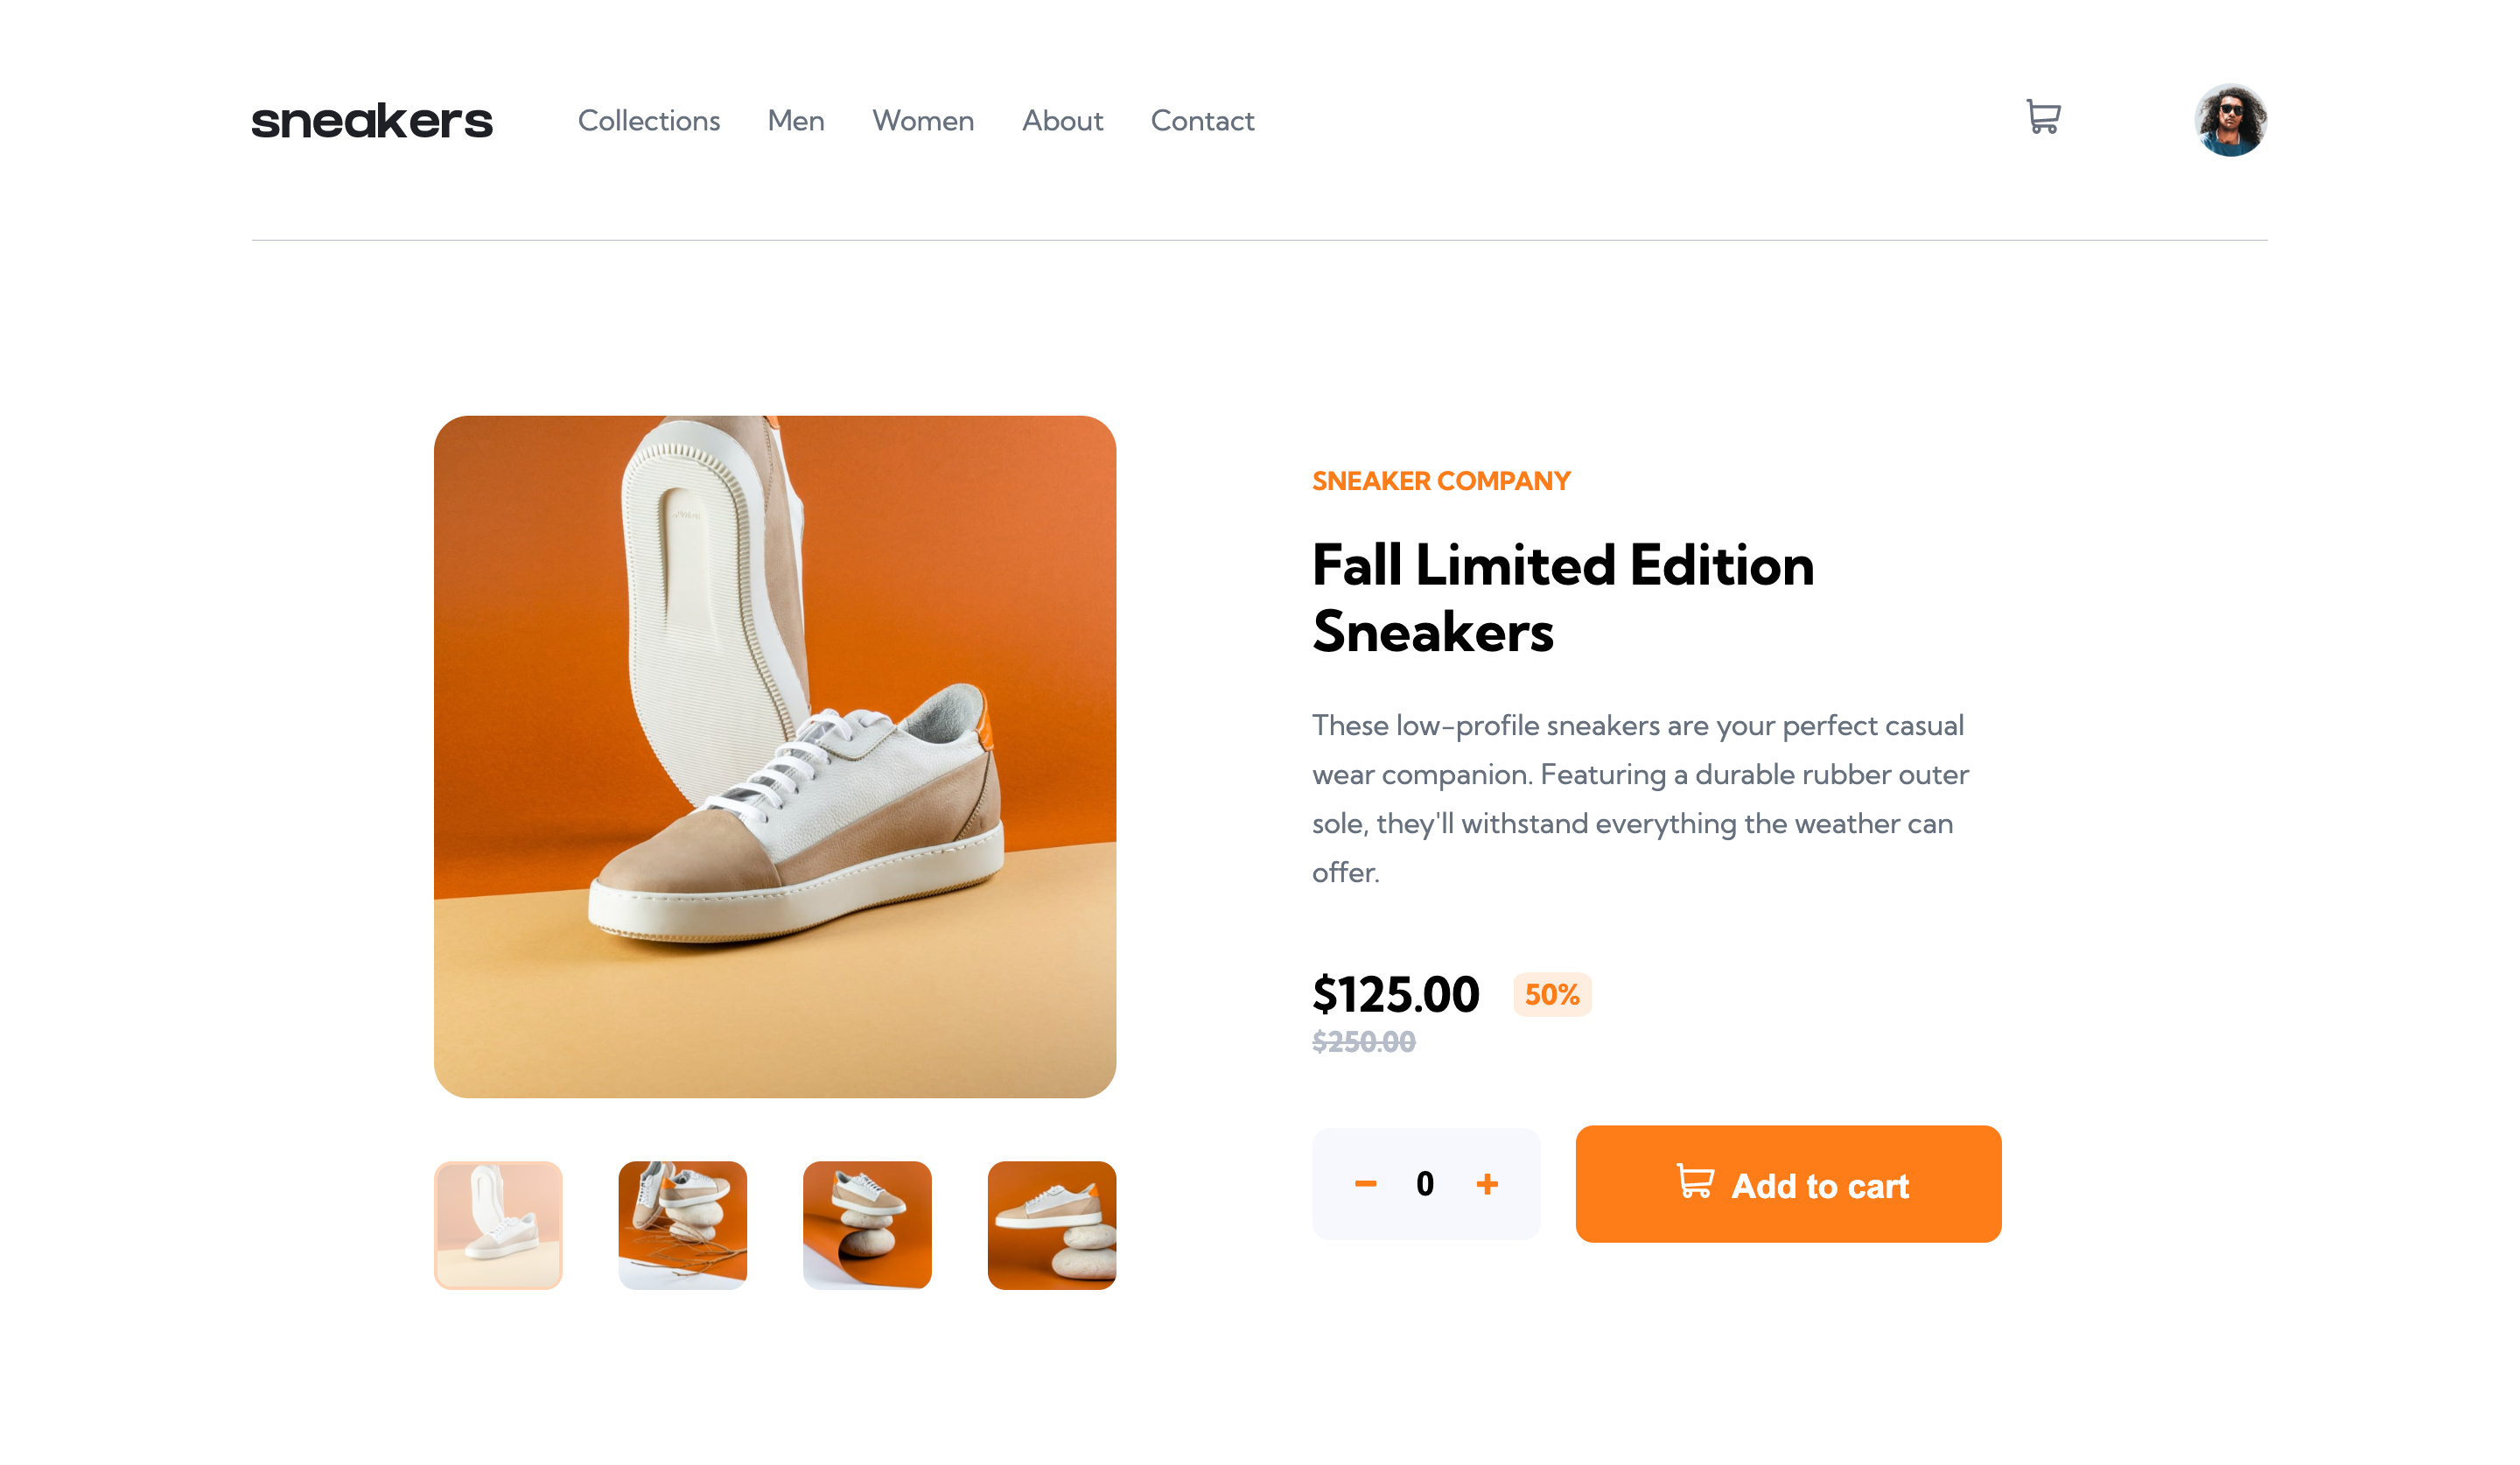 sneakers
Collections Men Women About Contact
SNEAKER COMPANY
Fall Limited Edition
Sneakers
These low-profile sneakers are your perfect casual
wear companion. Featuring a durable rubber outer
sole, they'll withstand everything the weather can
offer.
$125.00 50%
$250.00
0
Add to cart